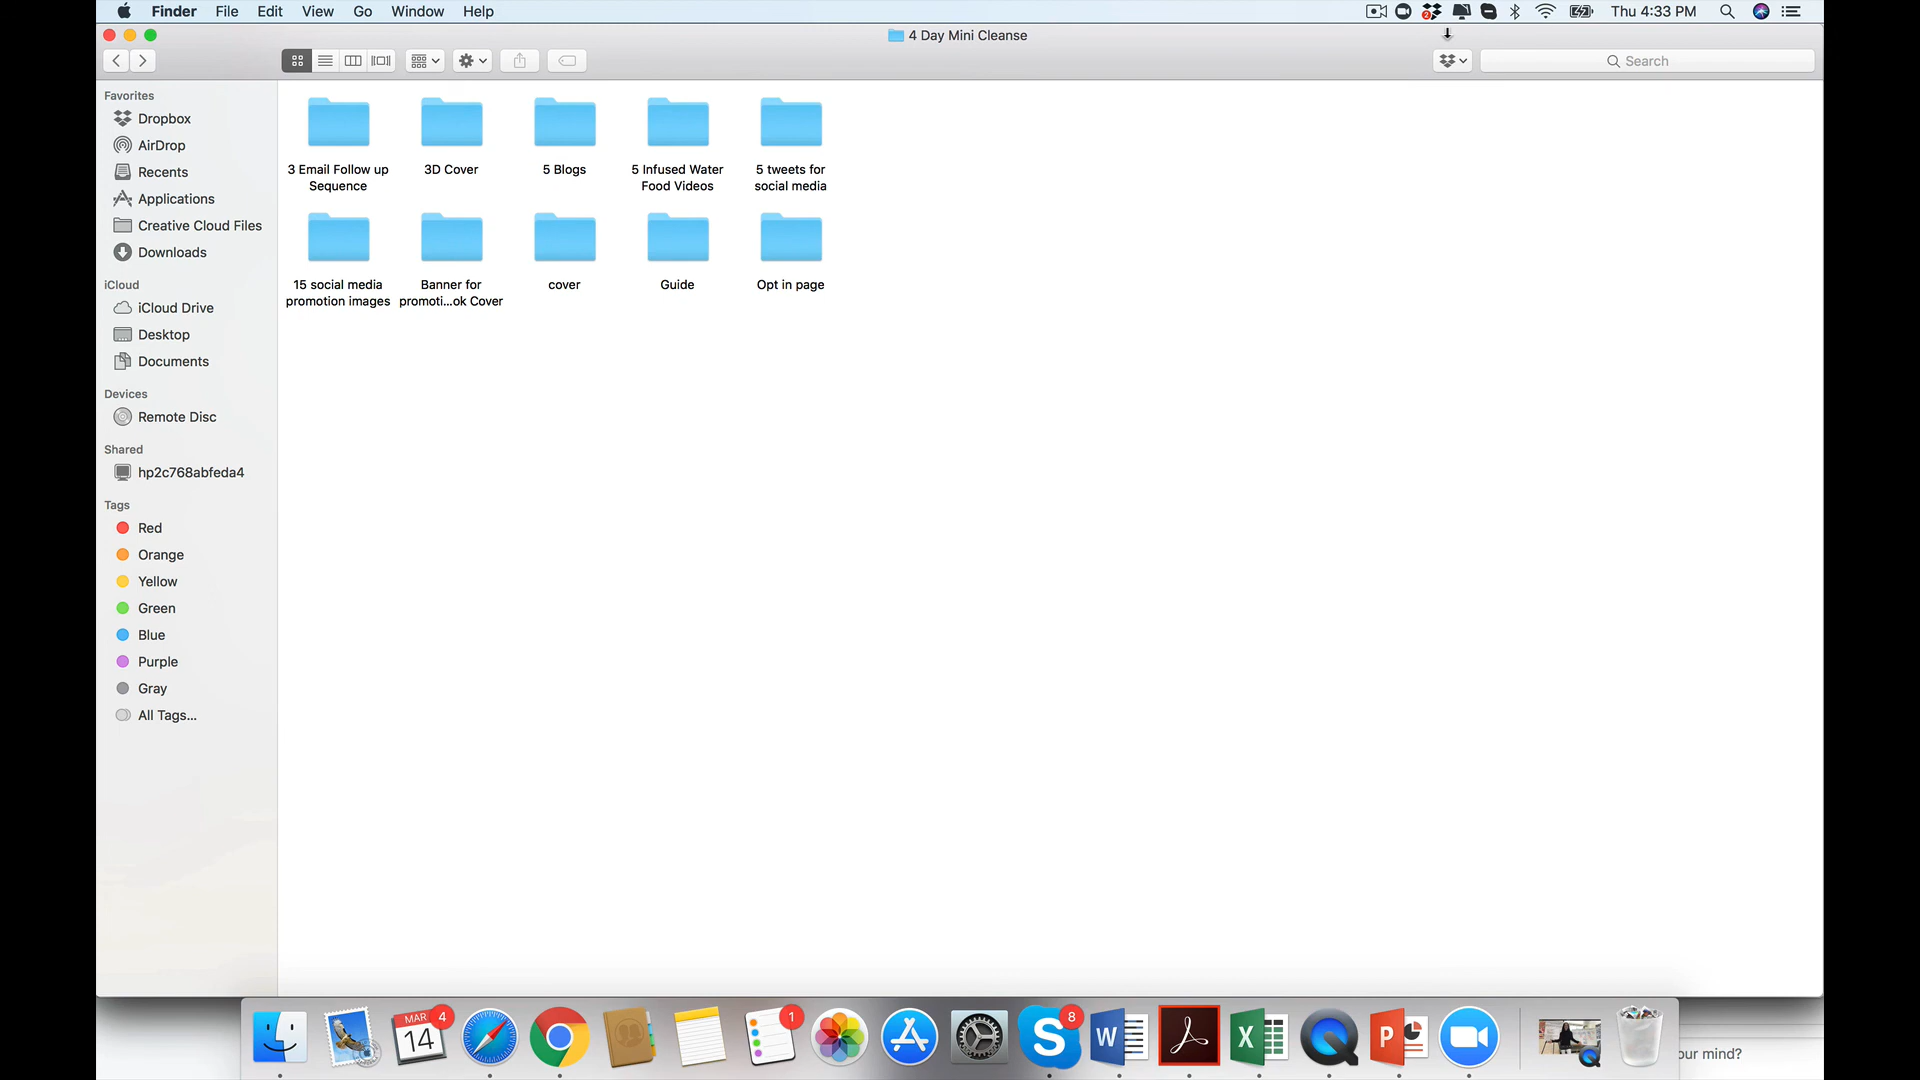 Finder File Edit View Go Window Help
2
Thu 4:33 PM
4 Day Mini Cleanse
Search
Favorites
Dropbox
AirDrop
Recents
Applications
Creative Cloud Files
Downloads
iCloud
iCloud Drive
Desktop
Documents
Devices
Remote Disc
Shared
hp2c768abfeda4
Tags
Red
Orange
Yellow
Green
Blue
Purple
Gray
All Tags...
3 Email Follow up
Sequence
3D Cover
5 Blogs
5 Infused Water
Food Videos
5 tweets for
social media
15 social media
promotion images
Banner for
promoti...ok Cover
cover
Guide
Opt in page
MAR
14
4
1
S
8
W
X
P
our mind?